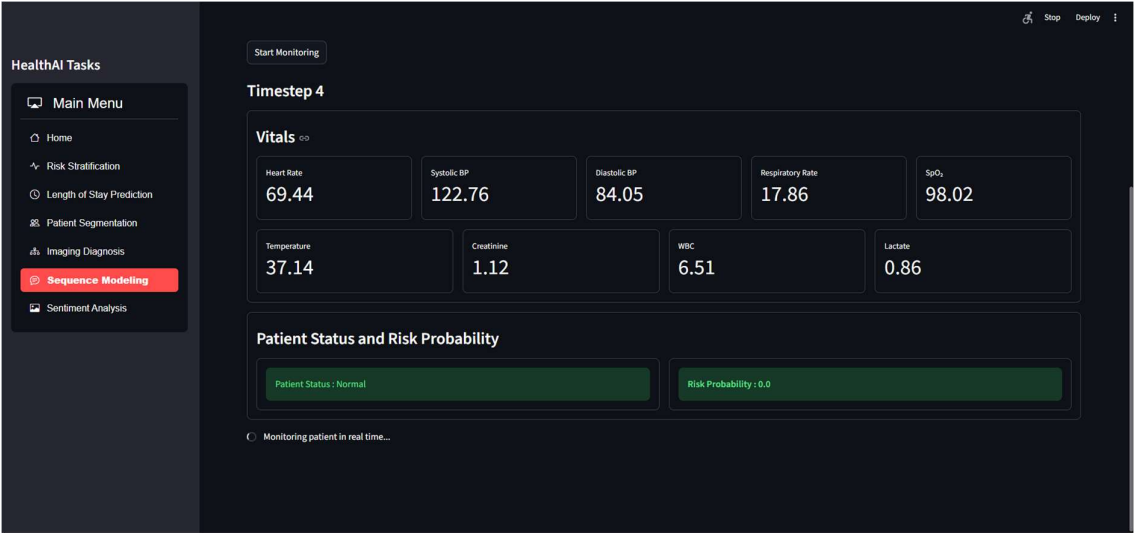 Stop Deploy
HealthAI Tasks
Main Menu
Home
Risk Stratification
Length of Stay Prediction
Patient Segmentation
Imaging Diagnosis
Sequence Modeling
Sentiment Analysis
Start Monitoring
Timestep 4
Vitals
Heart Rate
69.44
Systolic BP
122.76
Diastolic BP
84.05
Respiratory Rate
17.86
SpO₂
98.02
Temperature
37.14
Creatinine
1.12
WBC
6.51
Lactate
0.86
Patient Status and Risk Probability
Patient Status : Normal
Risk Probability : 0.0
Monitoring patient in real time...